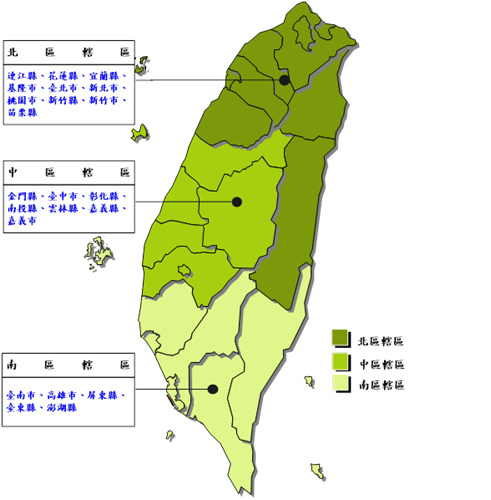 北區轄區
連江縣、花蓮縣、宜蘭縣、
基隆市、臺北市、新北市、
桃園市、新竹縣、新竹市、
苗栗縣
中區轄區
金門縣、臺中市、彰化縣、
南投縣、雲林縣、嘉義縣、
嘉義市
南區轄區
臺南市、高雄市、屏東縣、
臺東縣、澎湖縣
北區轄區
中區轄區
南區轄區